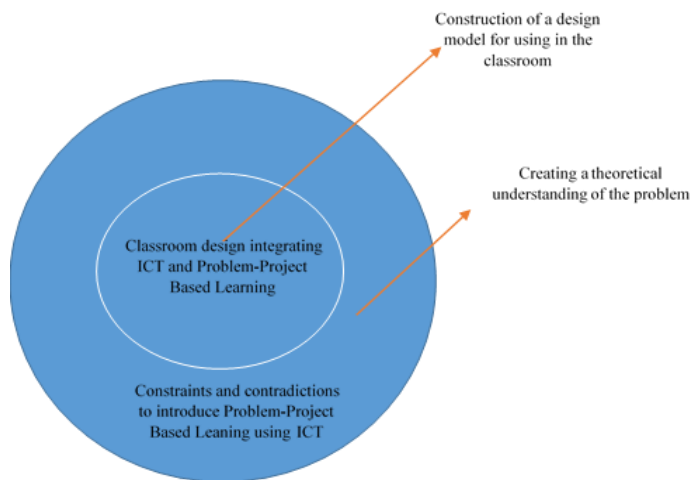 Construction of a design
model for using in the
classroom
Creating a theoretical
understanding of the problem
Classroom design integrating
ICT and Problem-Project
Based Learning
Constraints and contradictions
to introduce Problem-Project
Based Leaning using ICT